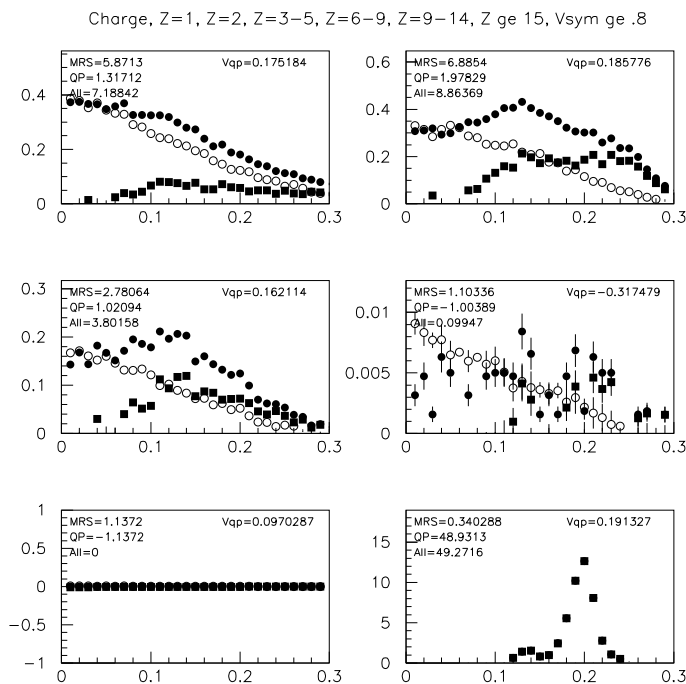 Charge, Z=1, Z=2, Z=3-5, Z=6-9, Z=9-14, Z ge 15, Vsym ge .8
MRS=5.8713 Vqp=0.175184
QP=1.31712
All=7.18842
0.4
0.2
0
0 0.1 0.2 0.3
MRS=6.8854 Vqp=0.185776
QP=1.97829
All=8.86369
0.6
0.4
0.2
0
0 0.1 0.2 0.3
MRS=2.78064 Vqp=0.162114
QP=1.02094
All=3.80158
0.3
0.2
0.1
0
0 0.1 0.2 0.3
MRS=1.10336 Vqp=-0.317479
QP=-1.00389
All=0.09947
0.01
0.005
0
0 0.1 0.2 0.3
MRS=1.1372 Vqp=0.0970287
QP=-1.1372
All=0
1
0.5
0
-0.5
-1
0 0.1 0.2 0.3
MRS=0.340288 Vqp=0.191327
QP=48.9313
All=49.2716
15
10
5
0
0 0.1 0.2 0.3